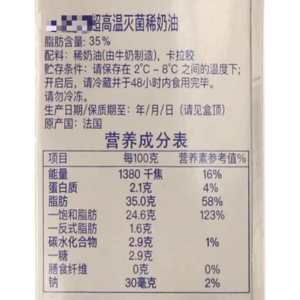 超高温灭菌稀奶油
脂肪含量: 35%
配料：稀奶油(由牛奶制造)，卡拉胶
贮存条件：请保存在 2°C - 8°C 之间的温度下;
开启后，请冷藏并于48小时内食用完毕。
请勿冷冻。
生产日期/保质期至：年/月/日 (请见盒顶)
原产国：法国
营养成分表
项目 每100克 营养素参考值%
能量 1380 千焦 16%
蛋白质 2.1克 4%
脂肪 35.0克 58%
一饱和脂肪 24.6克 123%
一反式脂肪 1.6克
碳水化合物 2.9克 1%
一糖 2.9克
膳食纤维 0克 0%
钠 30毫克 2%